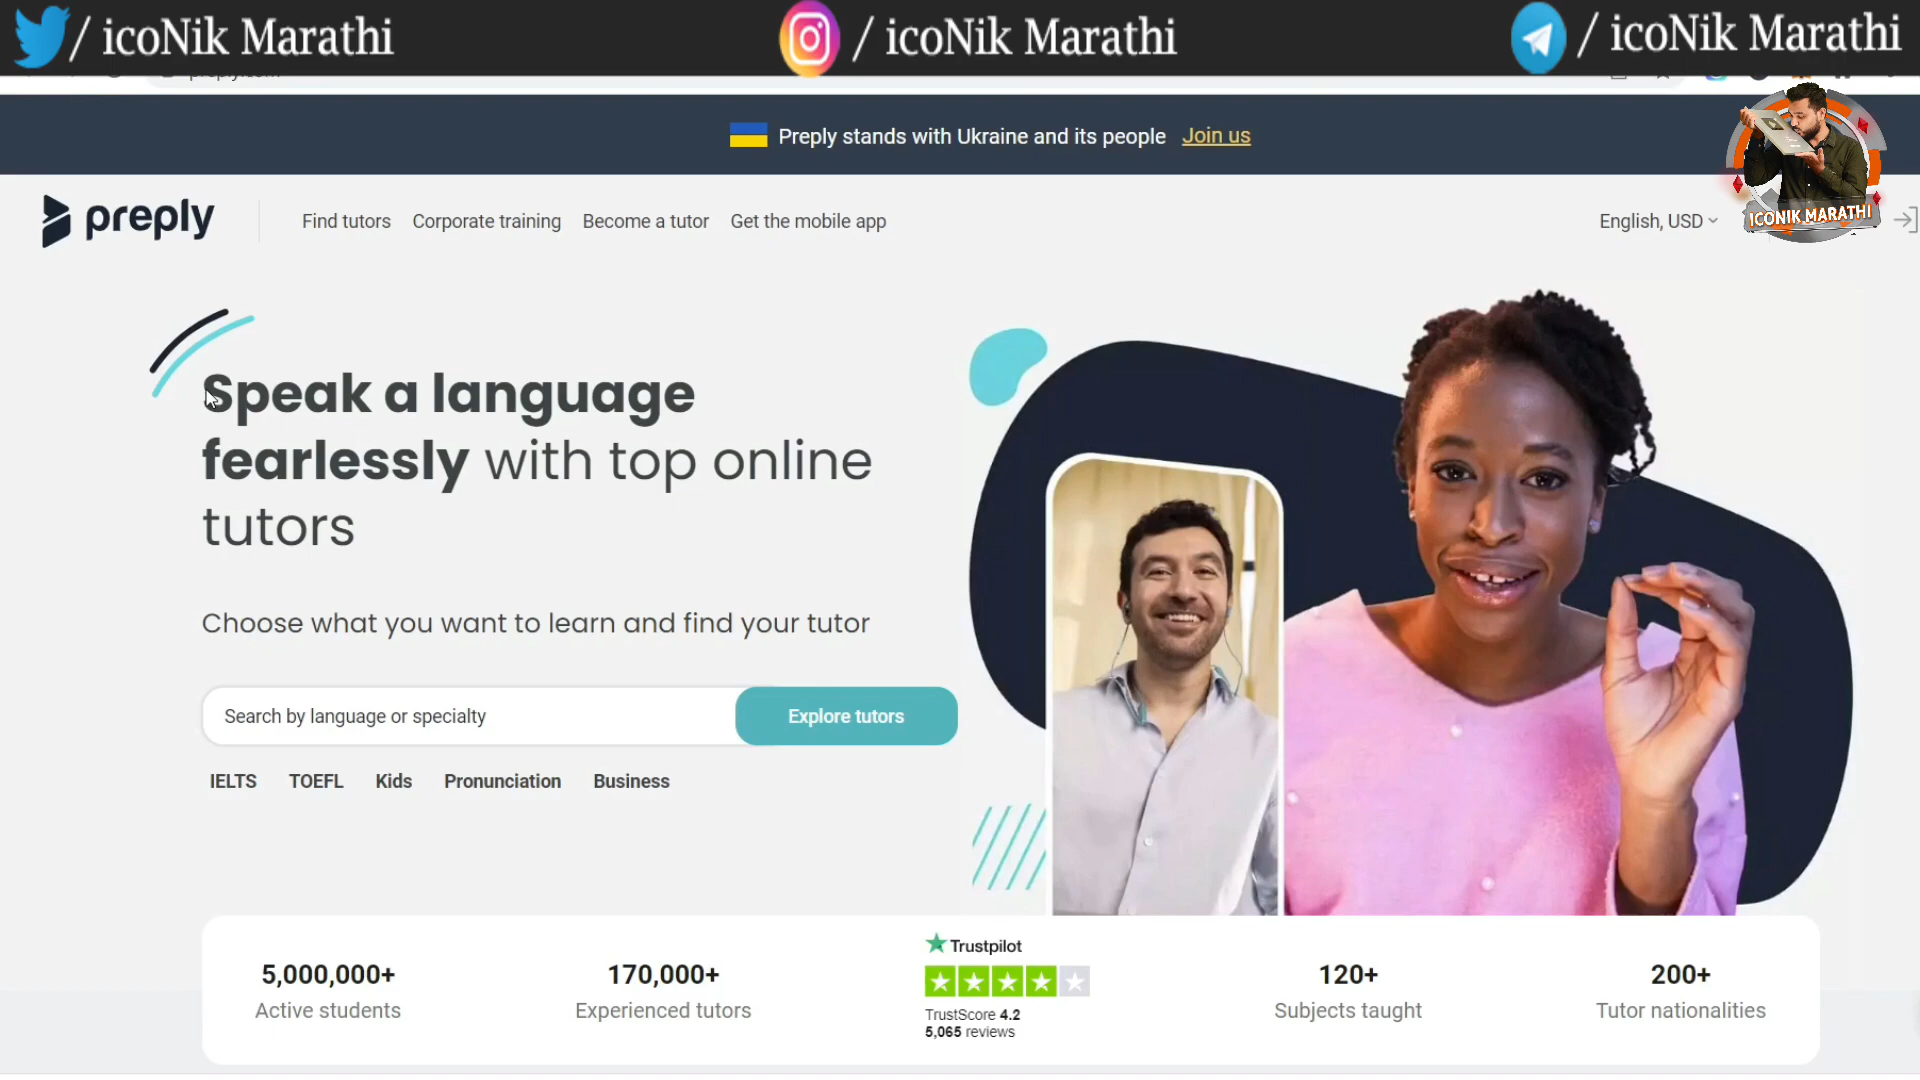 / icoNik Marathi
/ icoNik Marathi
/ icoNik Marathi
Preply stands with Ukraine and its people Join us
ICONIK MARATHI
preply
Find tutors Corporate training Become a tutor Get the mobile app
English, USD
Speak a language
fearlessly with top online
tutors
Choose what you want to learn and find your tutor
Search by language or specialty
Explore tutors
IELTS TOEFL Kids Pronunciation Business
5,000,000+
Active students
170,000+
Experienced tutors
Trustpilot
TrustScore 4.2
5,065 reviews
120+
Subjects taught
200+
Tutor nationalities